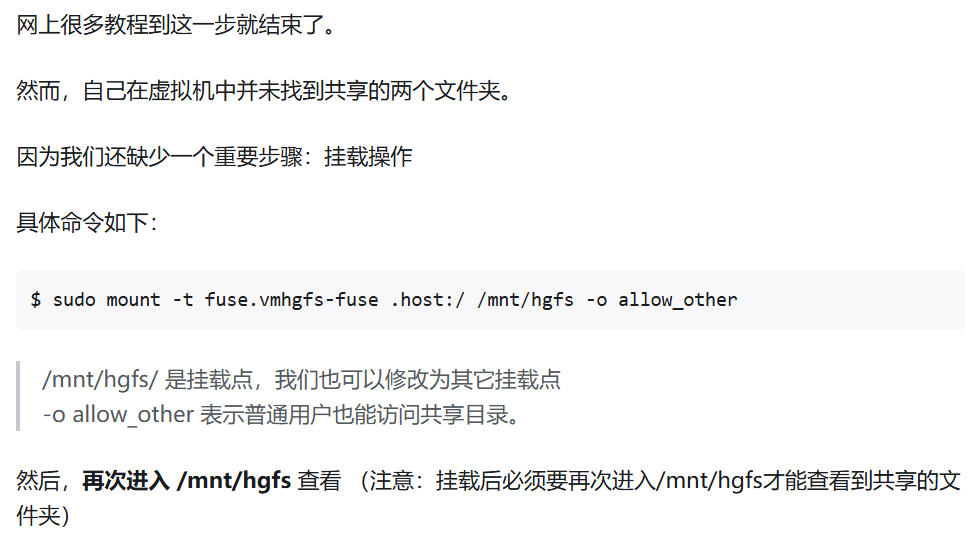 网上很多教程到这一步就结束了。
然而，自己在虚拟机中并未找到共享的两个文件夹。
因为我们还缺少一个重要步骤：挂载操作
具体命令如下：
$ sudo mount -t fuse.vmhgfs-fuse .host:/ /mnt/hgfs -o allow_other
/mnt/hgfs/ 是挂载点，我们也可以修改为其它挂载点
-o allow_other 表示普通用户也能访问共享目录。
然后，再次进入 /mnt/hgfs 查看 （注意：挂载后必须要再次进入/mnt/hgfs才能查看到共享的文
件夹）